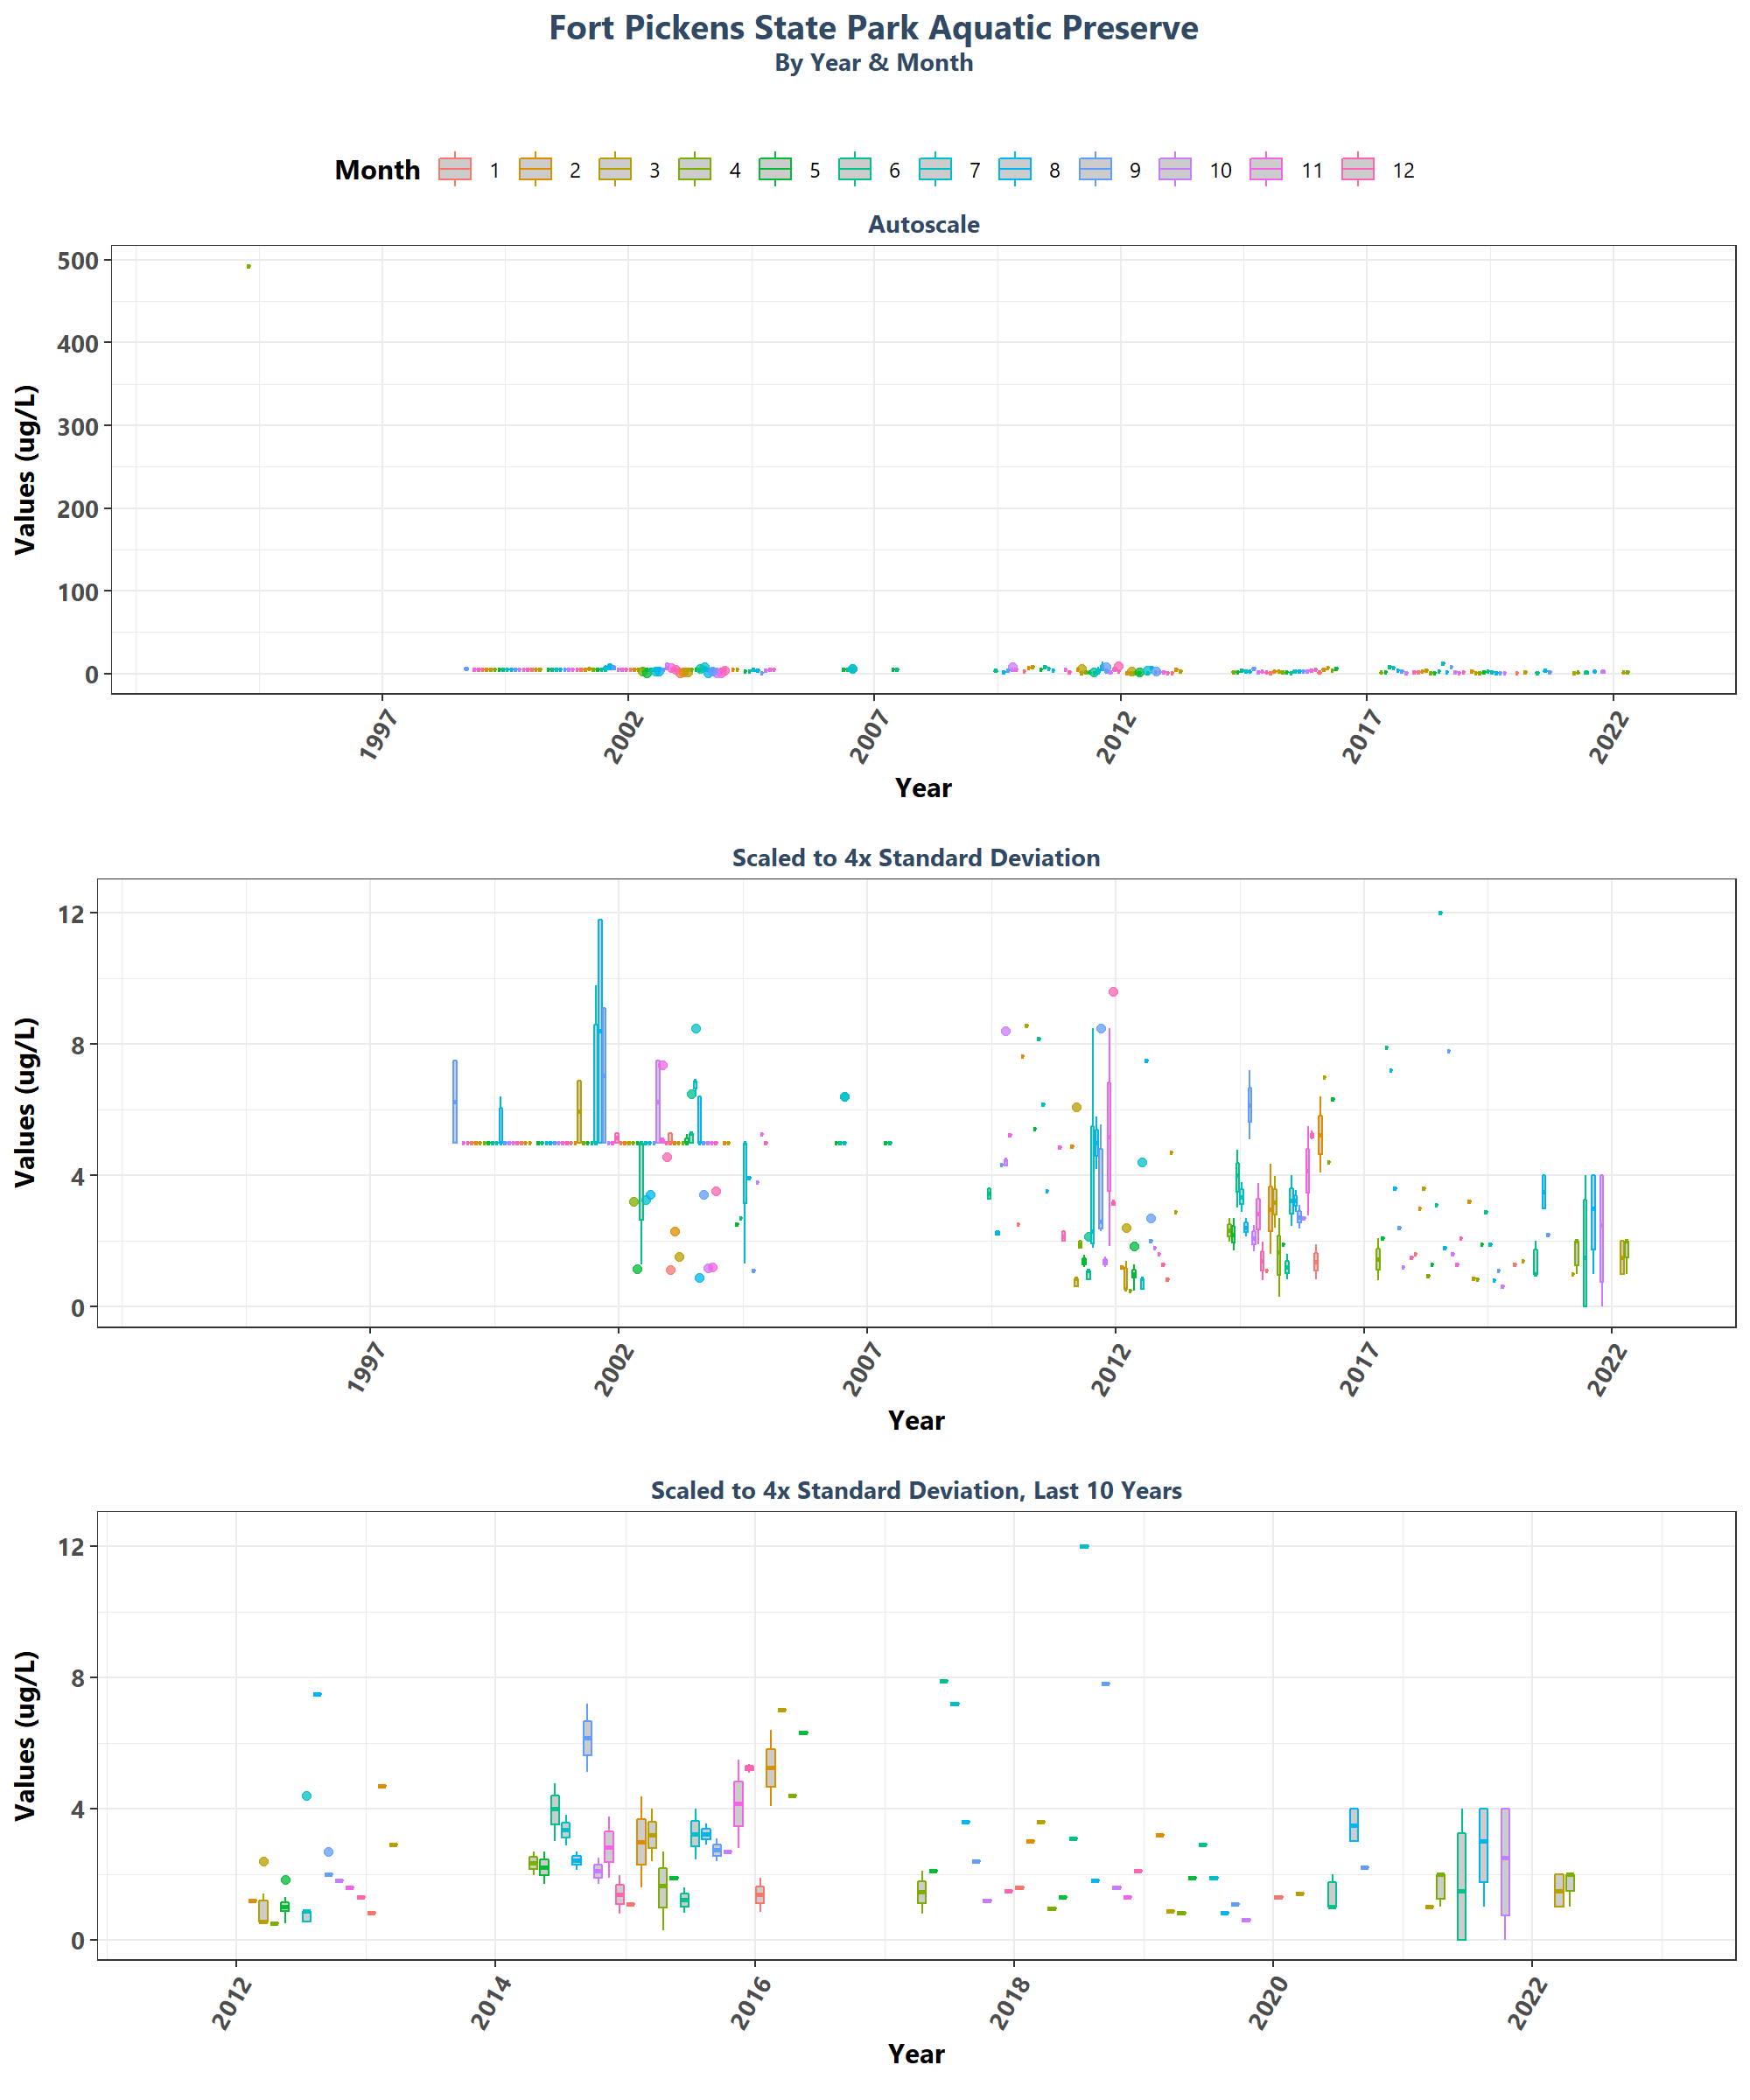 Fort Pickens State Park Aquatic Preserve
By Year & Month
Month 1 2 3 4 5 6 7 8 9 10 11 12
Autoscale
Values (ug/L)
500
400
300
200
100
0
1997 2002 2007 2012 2017 2022
Year
Scaled to 4x Standard Deviation
Values (ug/L)
12
8
4
0
1997 2002 2007 2012 2017 2022
Year
Scaled to 4x Standard Deviation, Last 10 Years
Values (ug/L)
12
8
4
0
2012 2014 2016 2018 2020 2022
Year